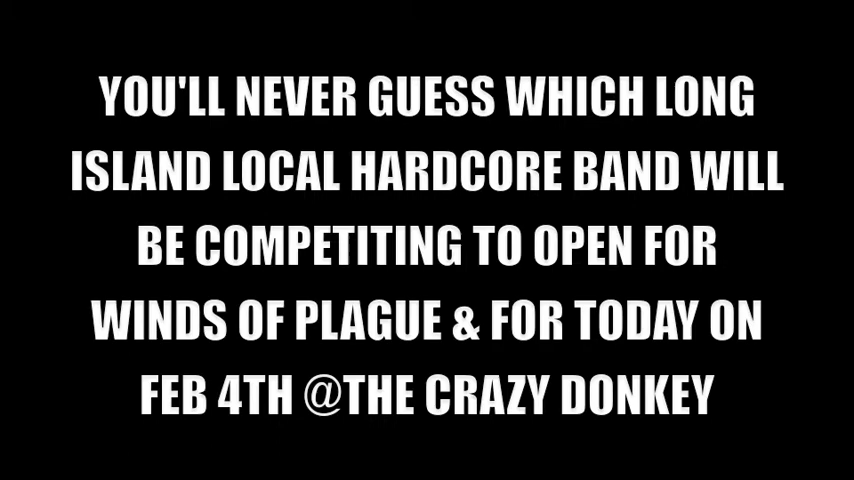 YOU'LL NEVER GUESS WHICH LONG
ISLAND LOCAL HARDCORE BAND WILL
BE COMPETITING TO OPEN FOR
WINDS OF PLAGUE & FOR TODAY ON
FEB 4TH @THE CRAZY DONKEY